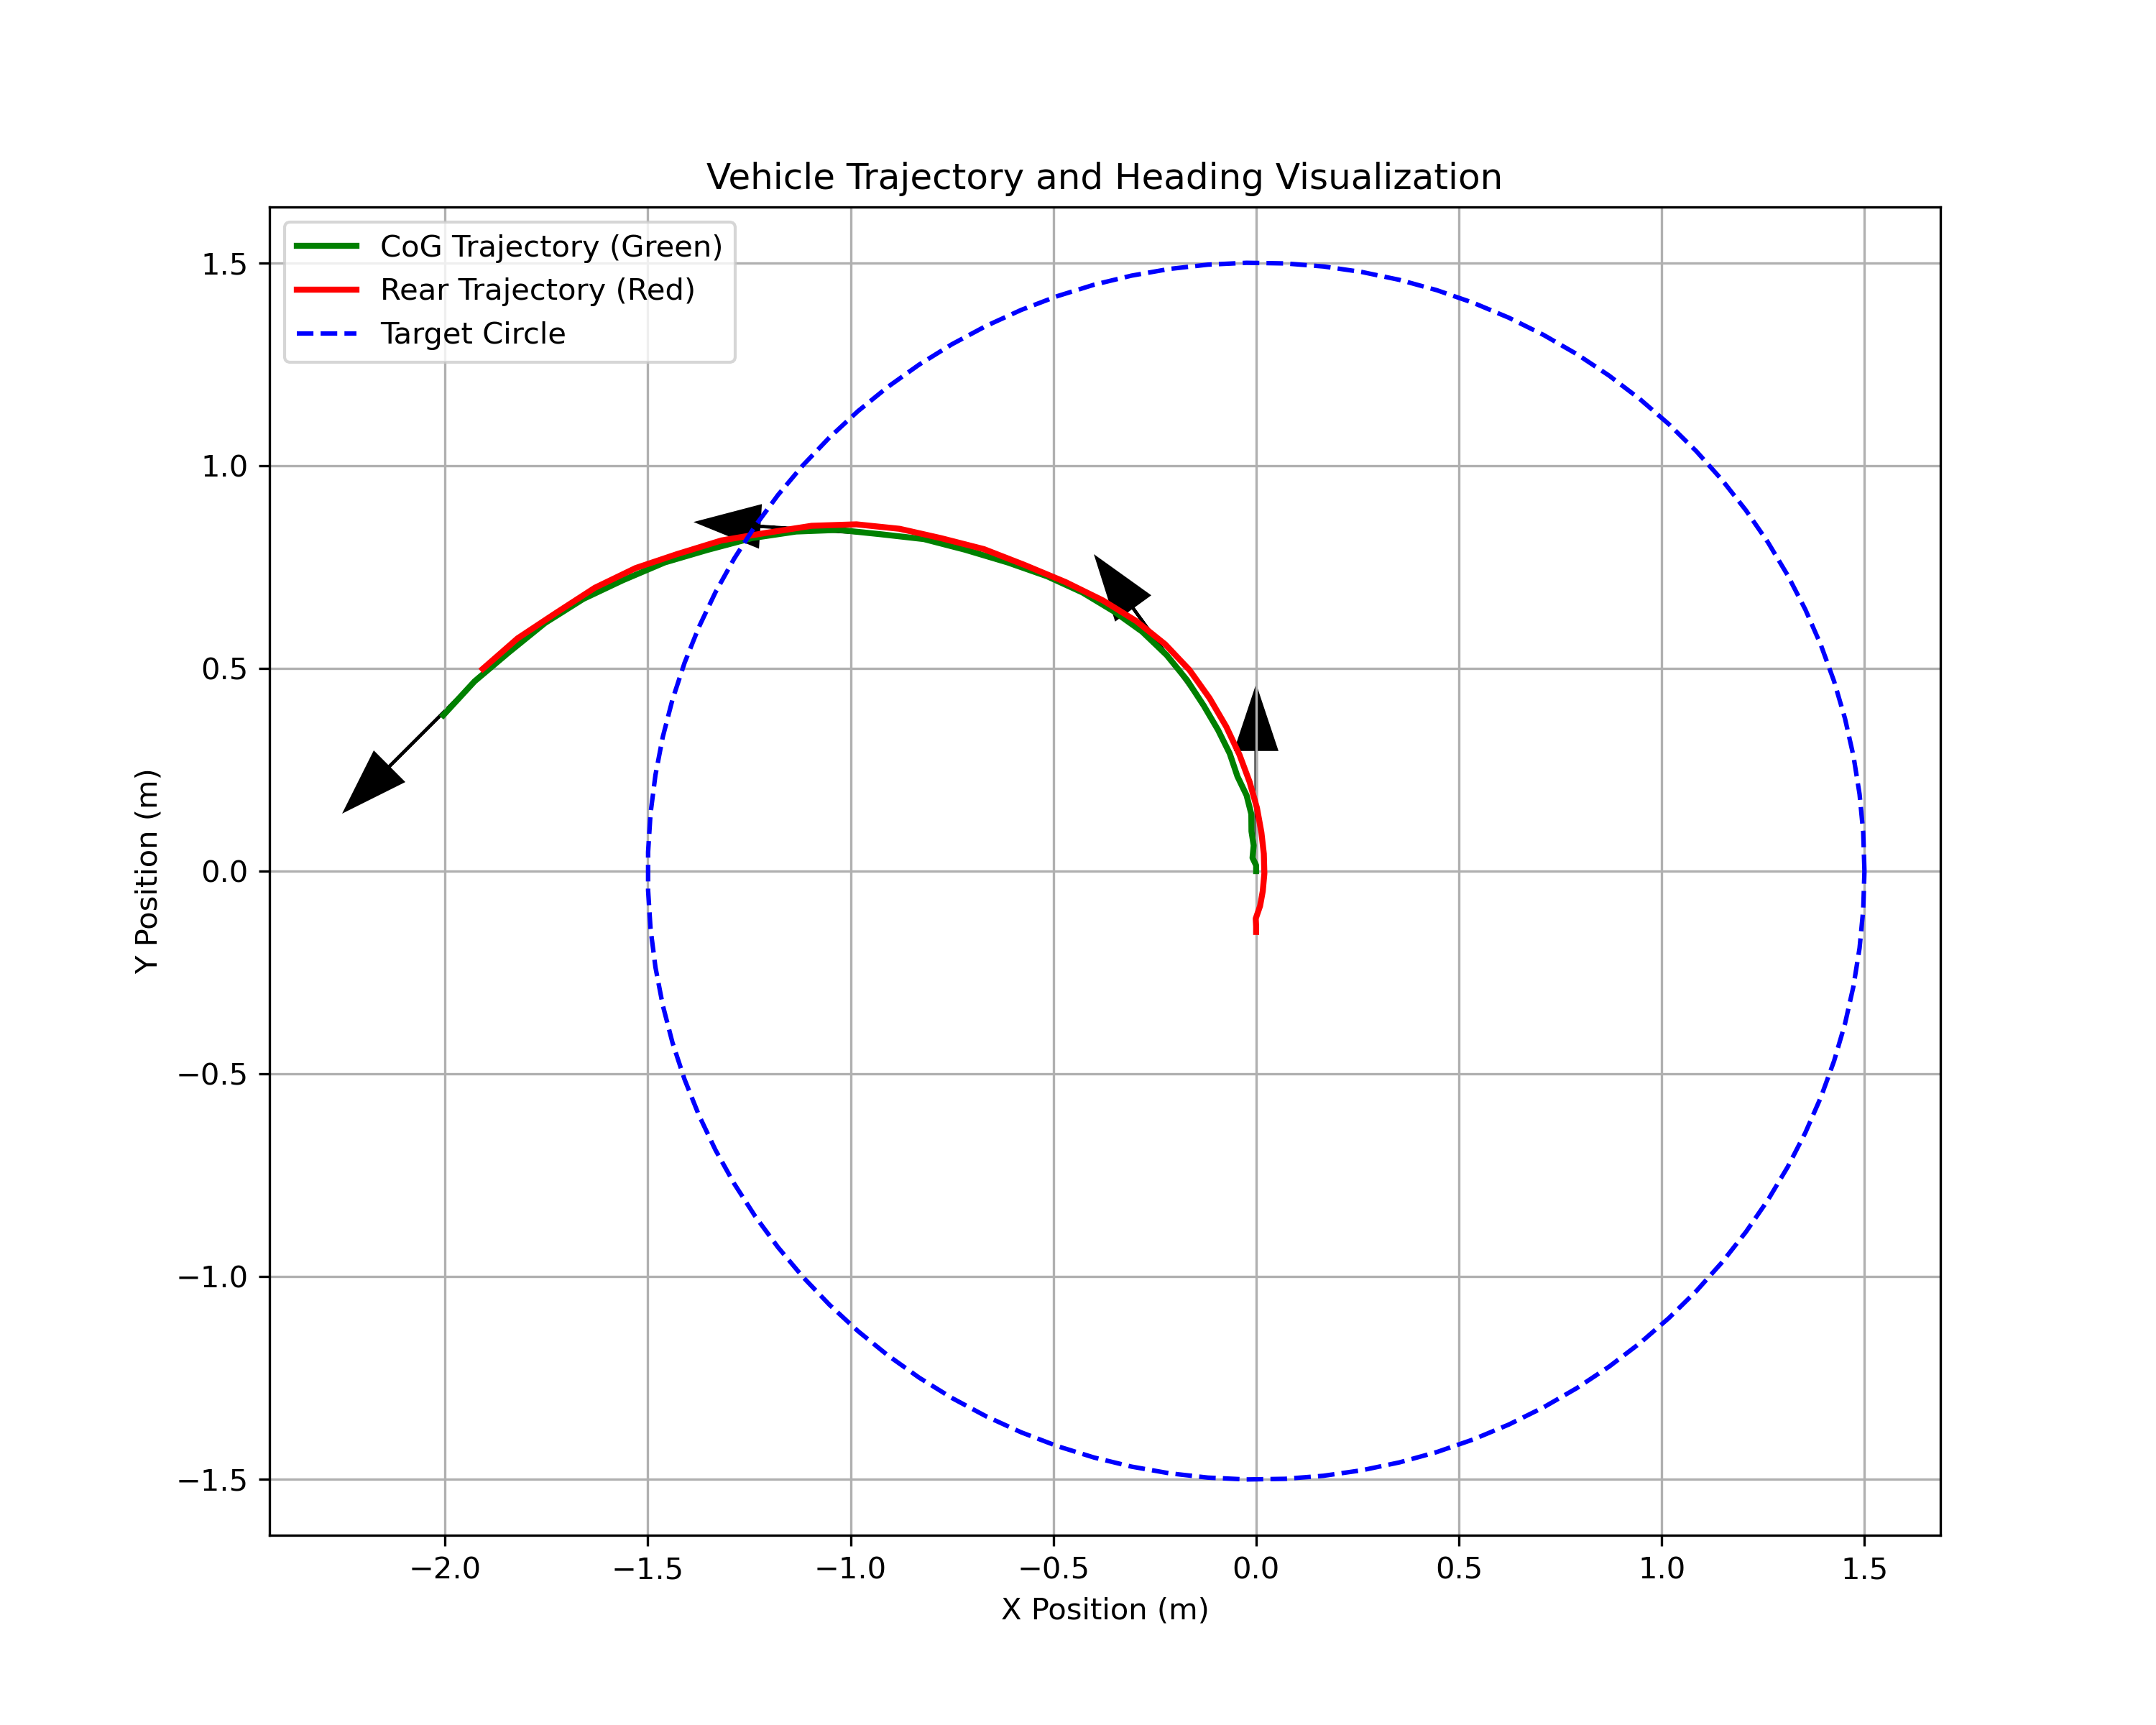 Vehicle Trajectory and Heading Visualization
CoG Trajectory (Green)
Rear Trajectory (Red)
Target Circle
1.5
1.0
0.5
0.0
−0.5
−1.0
−1.5
Y Position (m)
−2.0 −1.5 −1.0 −0.5 0.0 0.5 1.0 1.5
X Position (m)